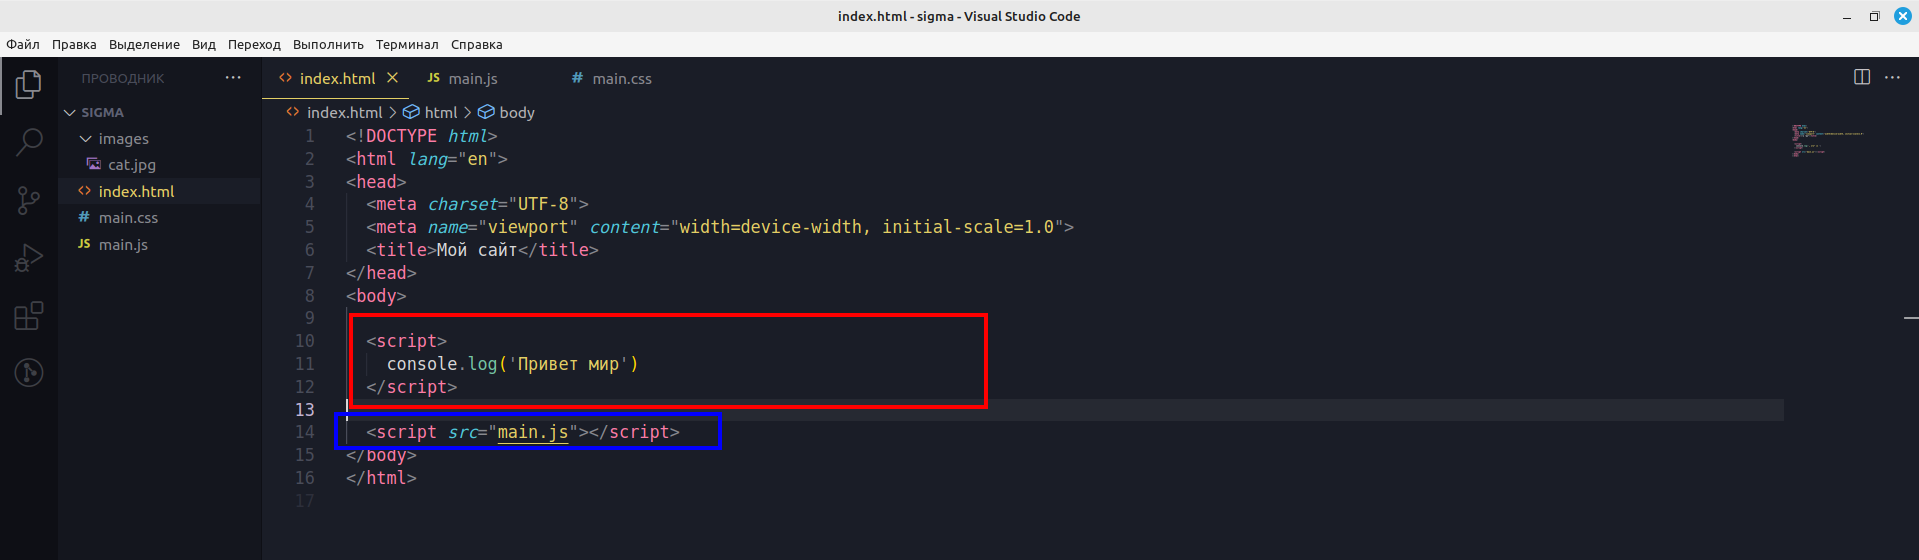 index.html - sigma - Visual Studio Code
Файл Правка Выделение Вид Переход Выполнить Терминал Справка
ПРОВОДНИК ...
SIGMA
images
cat.jpg
<> index.html
# main.css
JS main.js
<> index.html JS main.js # main.css
<> index.html > html > body
1 <!DOCTYPE html>
2 <html lang="en">
3 <head>
4 <meta charset="UTF-8">
5 <meta name="viewport" content="width=device-width, initial-scale=1.0">
6 <title>Мой сайт</title>
7 </head>
8 <body>
9
10 <script>
11 console.log('Привет мир')
12 </script>
13
14 <script src="main.js"></script>
15 </body>
16 </html>
17